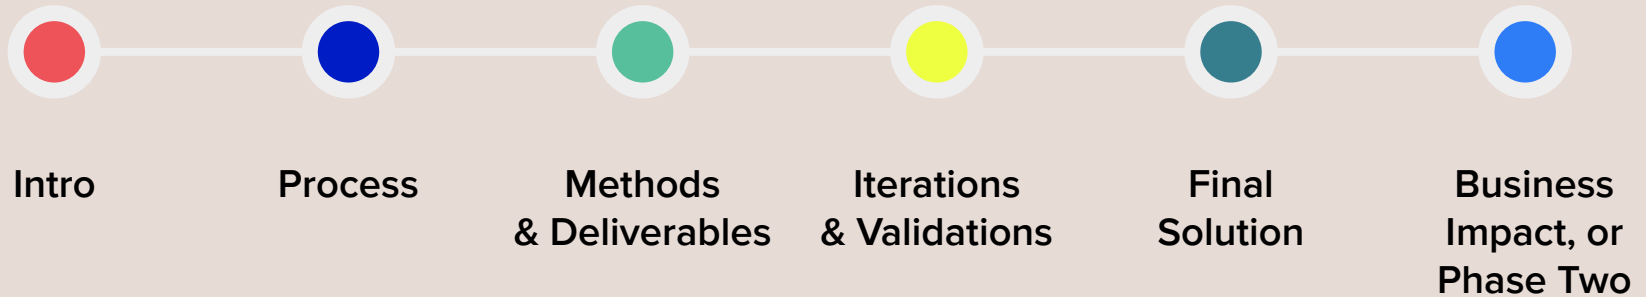 Intro
Process
Methods
& Deliverables
Iterations
& Validations
Final
Solution
Business
Impact, or
Phase Two